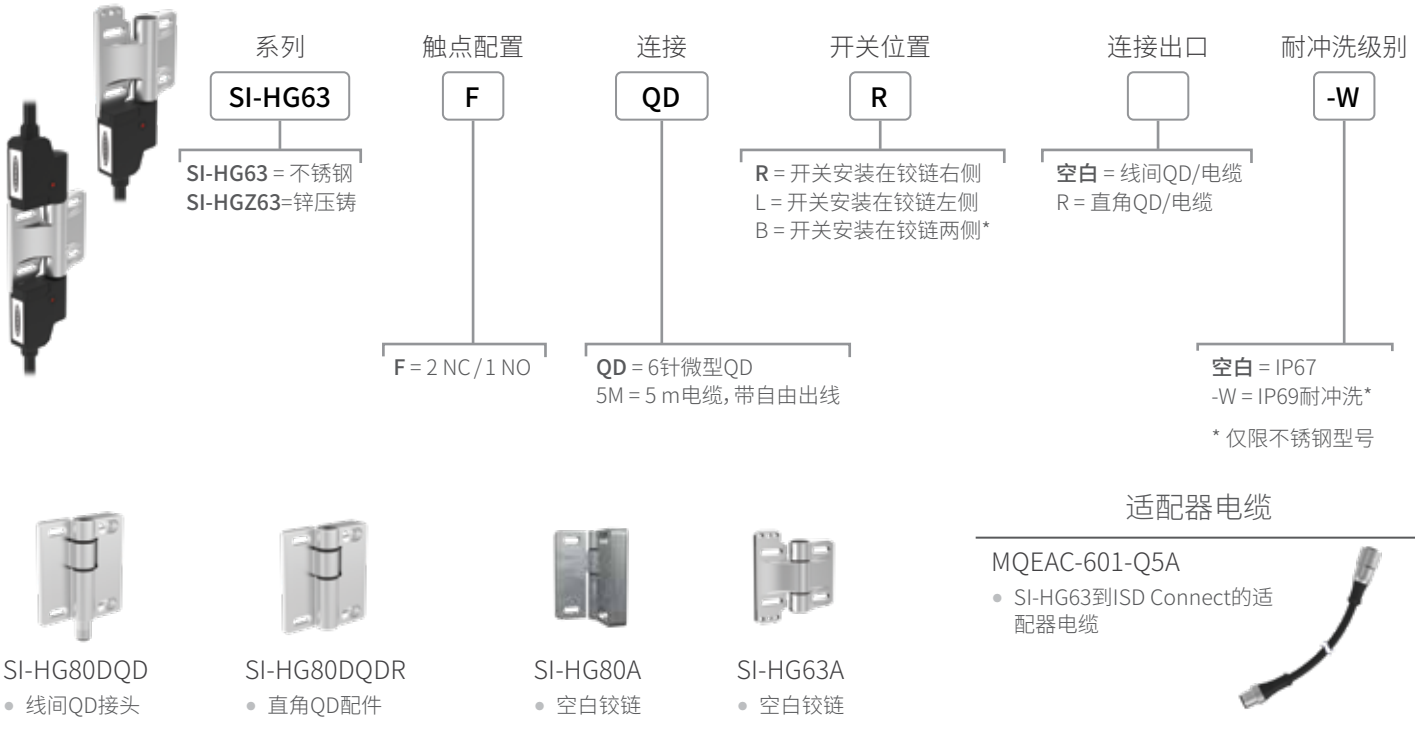 系列
触点配置
连接
开关位置
连接出口
耐冲洗级别
SI-HG63
F
QD
R
-W
SI-HG63 = 不锈钢
SI-HGZ63=锌压铸
R = 开关安装在铰链右侧
L = 开关安装在铰链左侧
B = 开关安装在铰链两侧*
空白 = 线间QD/电缆
R = 直角QD/电缆
F = 2 NC / 1 NO
QD = 6针微型QD
5M = 5 m电缆, 带自由出线
空白 = IP67
-W = IP69耐冲洗*
* 仅限不锈钢型号
适配器电缆
MQEAC-601-Q5A
• SI-HG63到ISD Connect的适
配器电缆
SI-HG80DQD
• 线间QD接头
SI-HG80DQDR
• 直角QD配件
SI-HG80A
• 空白铰链
SI-HG63A
• 空白铰链